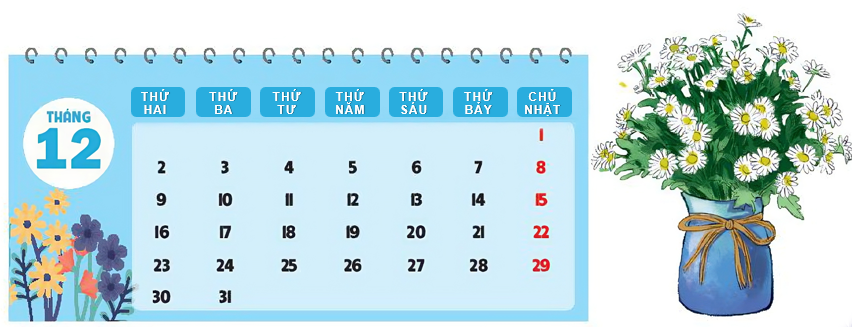 THÁNG
12
THỨ HAI THỨ BA THỨ TƯ THỨ NĂM THỨ SÁU THỨ BẢY CHỦ NHẬT
1
2 3 4 5 6 7 8
9 10 11 12 13 14 15
16 17 18 19 20 21 22
23 24 25 26 27 28 29
30 31